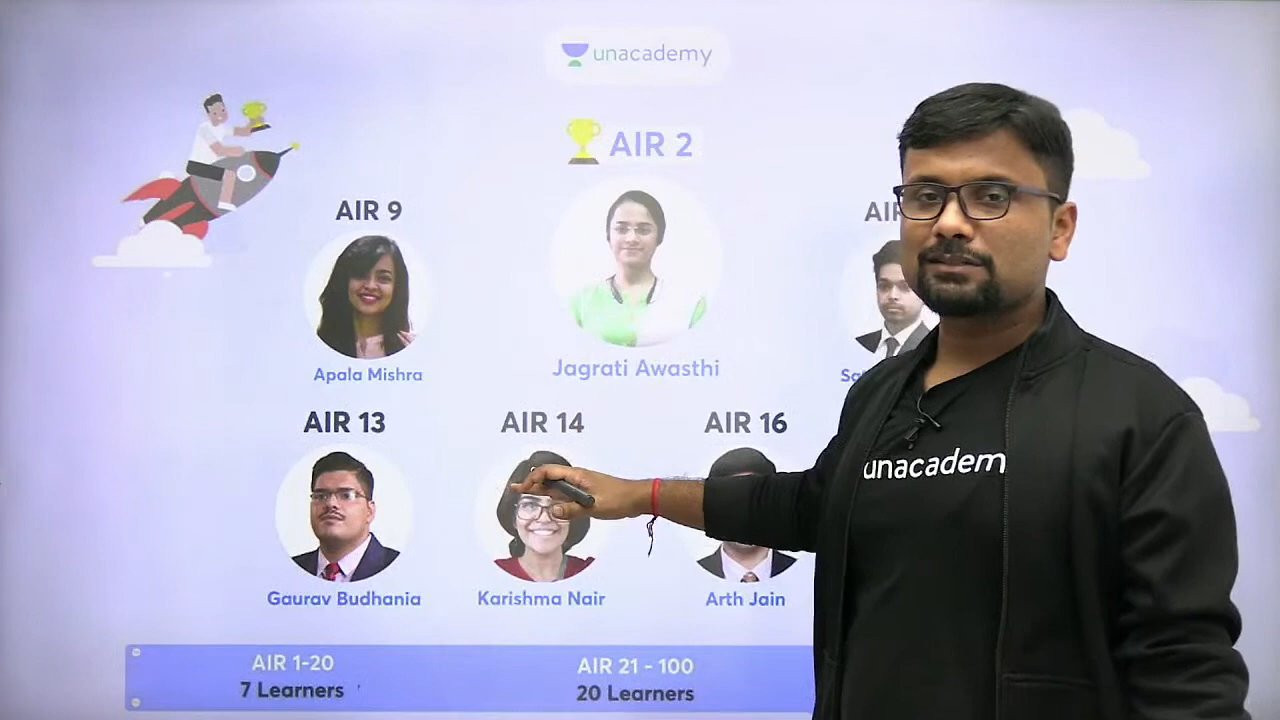 unacademy
AIR 2
AIR 9
Apala Mishra
Jagrati Awasthi
AIR 13
AIR 14
AIR 16
Gaurav Budhania
Karishma Nair
Arth Jain
unacadem
AIR 1-20
AIR 21 - 100
7 Learners
20 Learners